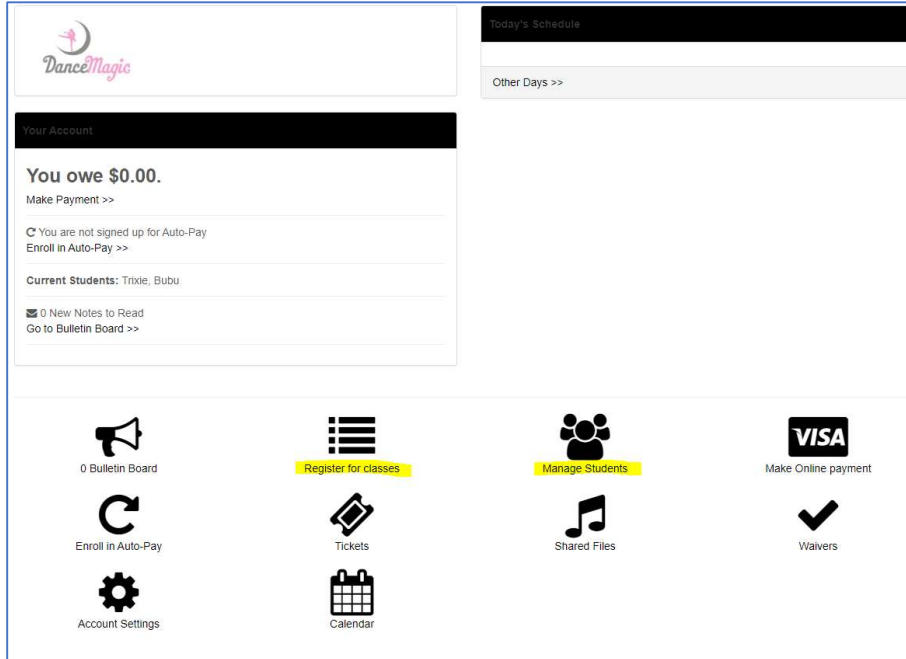 DanceMagic
Today's Schedule
Other Days >>
Your Account
You owe $0.00.
Make Payment >>
You are not signed up for Auto-Pay
Enroll in Auto-Pay >>
Current Students: Trixie, Bubu
0 New Notes to Read
Go to Bulletin Board >>
0 Bulletin Board
Register for classes
Manage Students
VISA
Make Online payment
Enroll in Auto-Pay
Tickets
Shared Files
Waivers
Account Settings
Calendar